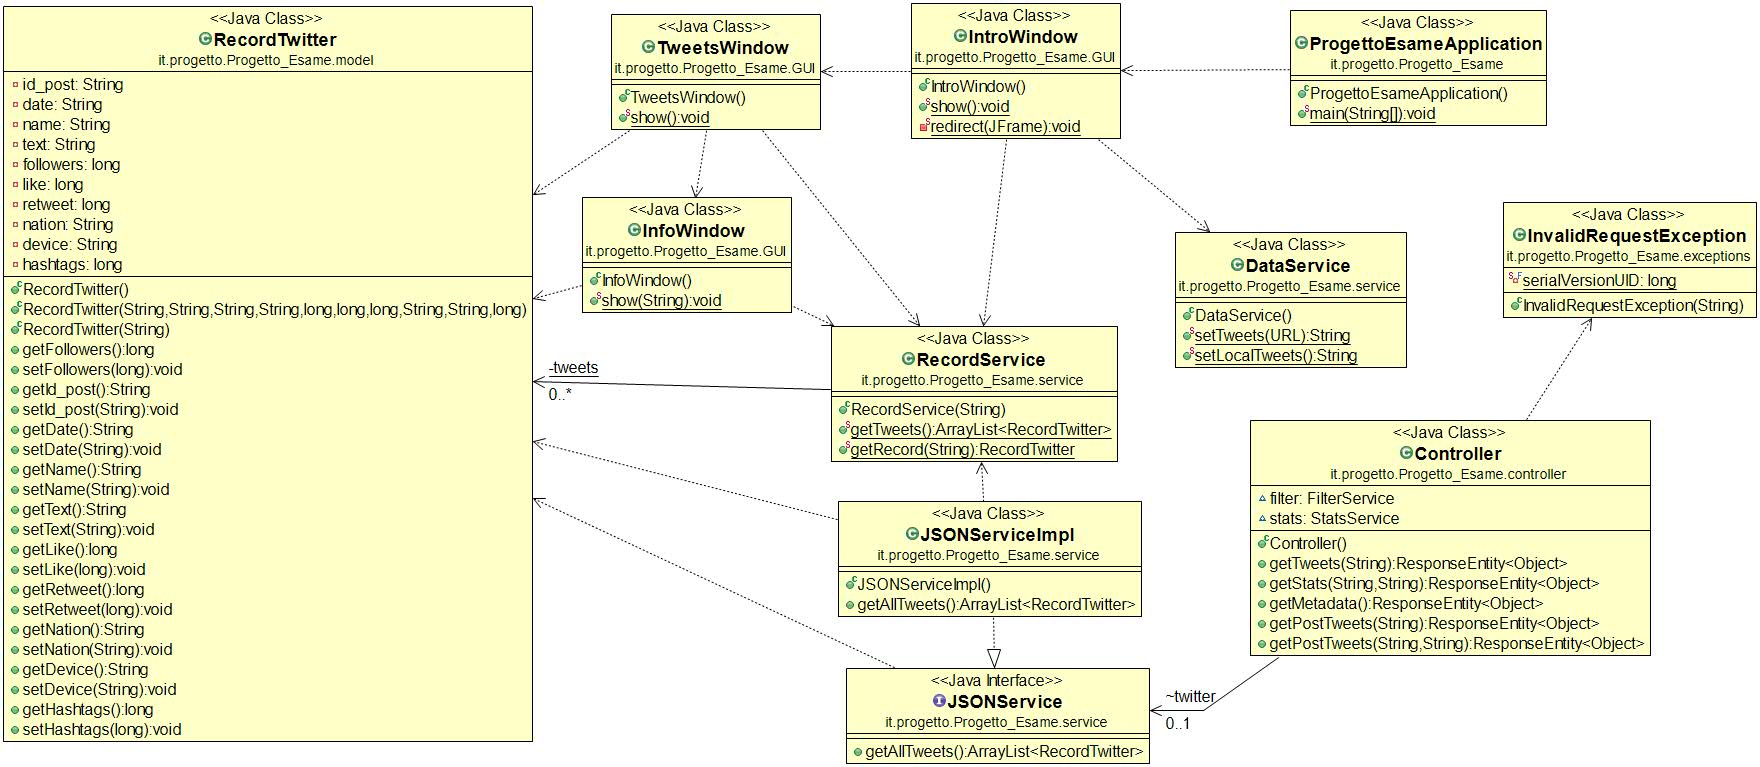 <<Java Class>>
RecordTwitter
it.progetto.Progetto_Esame.model
id_post: String
date: String
name: String
text: String
followers: long
like: long
retweet: long
nation: String
device: String
hashtags: long
RecordTwitter()
RecordTwitter(String,String,String,String,long,long,long,String,String,long)
RecordTwitter(String)
getFollowers():long
setFollowers(long):void
getId_post():String
setId_post(String):void
getDate():String
setDate(String):void
getName():String
setName(String):void
getText():String
setText(String):void
getLike():long
setLike(long):void
getRetweet():long
setRetweet(long):void
getNation():String
setNation(String):void
getDevice():String
setDevice(String):void
getHashtags():long
setHashtags(long):void
<<Java Class>>
TweetsWindow
it.progetto.Progetto_Esame.GUI
TweetsWindow()
show():void
<<Java Class>>
IntroWindow
it.progetto.Progetto_Esame.GUI
IntroWindow()
show():void
redirect(JFrame):void
<<Java Class>>
ProgettoEsameApplication
it.progetto.Progetto_Esame
ProgettoEsameApplication()
main(String[]):void
<<Java Class>>
InfoWindow
it.progetto.Progetto_Esame.GUI
InfoWindow()
show(String):void
<<Java Class>>
DataService
it.progetto.Progetto_Esame.service
DataService()
setTweets(URL):String
setLocalTweets():String
<<Java Class>>
InvalidRequestException
it.progetto.Progetto_Esame.exceptions
serialVersionUID: long
InvalidRequestException(String)
-tweets
0..*
<<Java Class>>
RecordService
it.progetto.Progetto_Esame.service
RecordService(String)
getTweets():ArrayList<RecordTwitter>
getRecord(String):RecordTwitter
<<Java Class>>
JSONServiceImpl
it.progetto.Progetto_Esame.service
JSONServiceImpl()
getAllTweets():ArrayList<RecordTwitter>
<<Java Class>>
Controller
it.progetto.Progetto_Esame.controller
filter: FilterService
stats: StatsService
Controller()
getTweets(String):ResponseEntity<Object>
getStats(String,String):ResponseEntity<Object>
getMetadata():ResponseEntity<Object>
getPostTweets(String):ResponseEntity<Object>
getPostTweets(String,String):ResponseEntity<Object>
<<Java Interface>>
JSONService
it.progetto.Progetto_Esame.service
getAllTweets():ArrayList<RecordTwitter>
~twitter
0..1